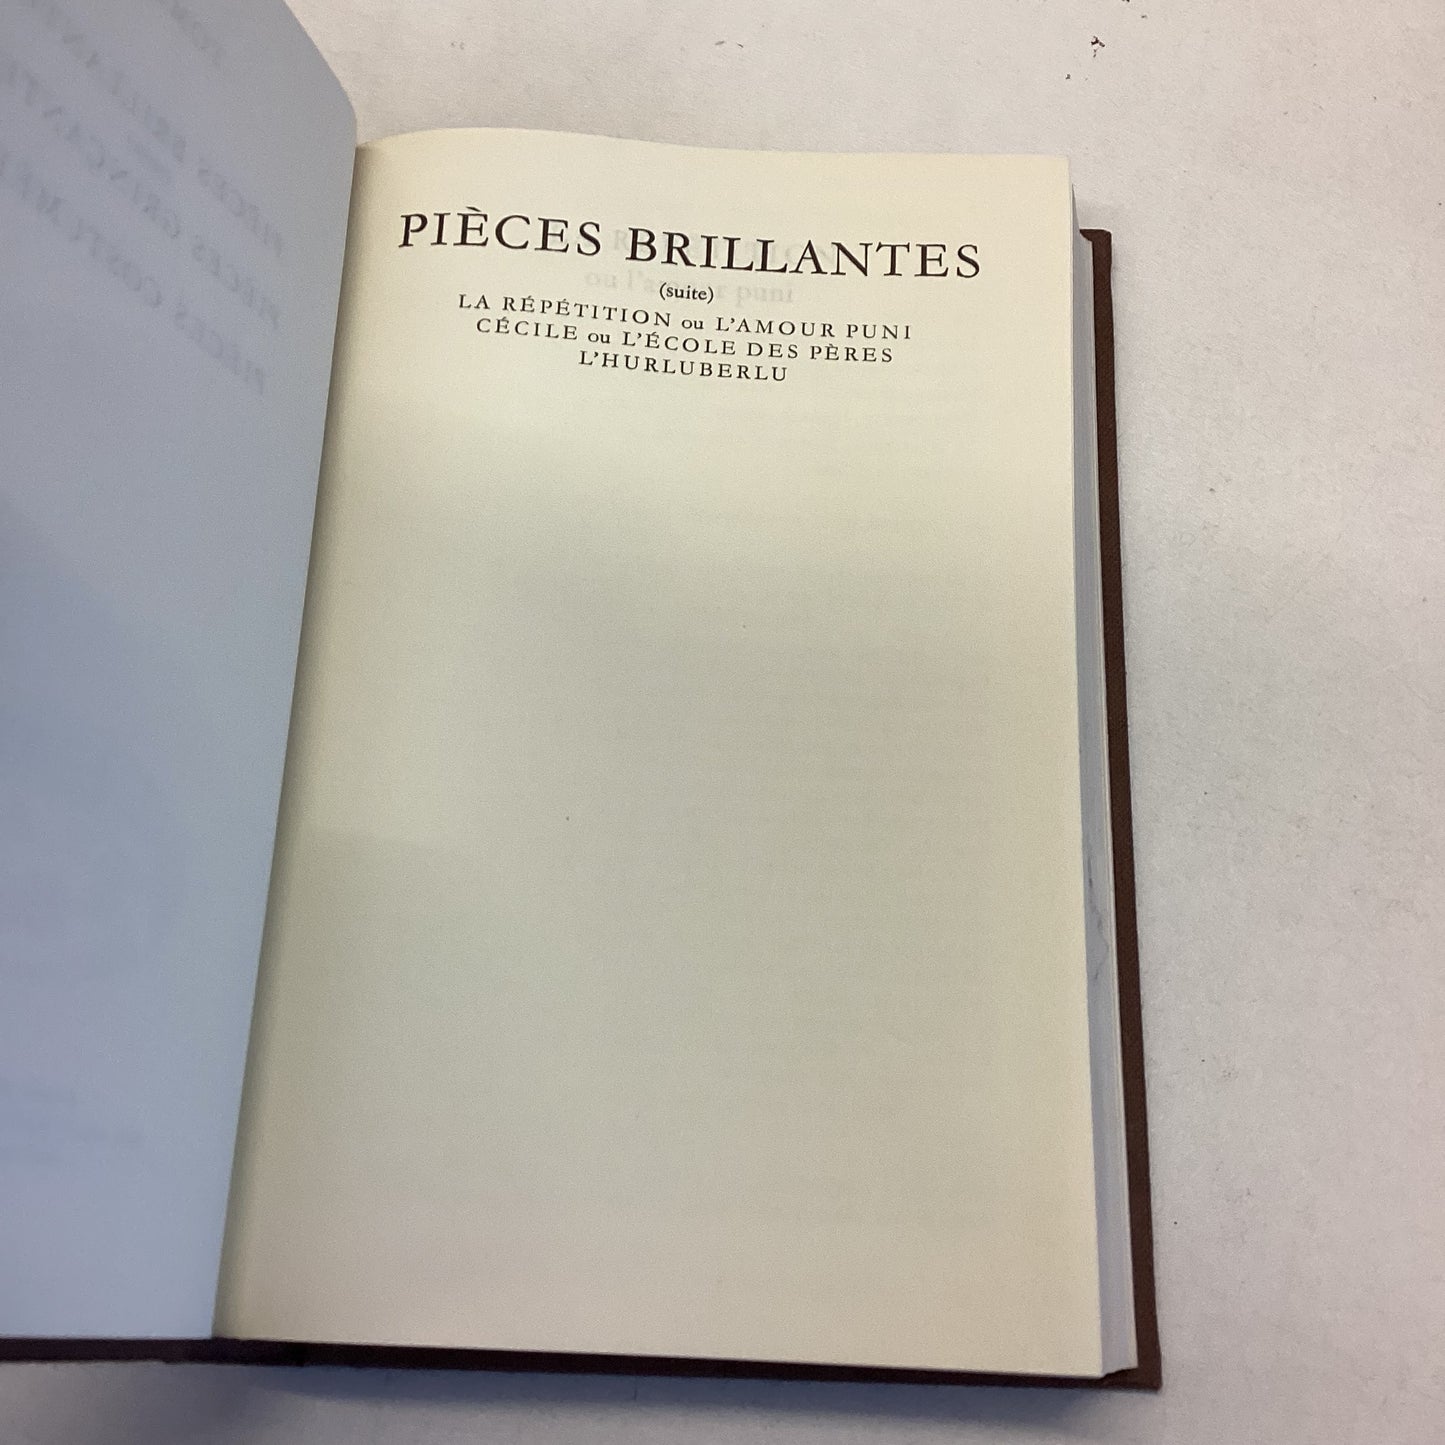 PIÈCES BRILLANTES
(suite)
LA RÉPÉTITION ou L'AMOUR PUNI
CÉCILE ou L'ÉCOLE DES PÈRES
L'HURLUBERLU